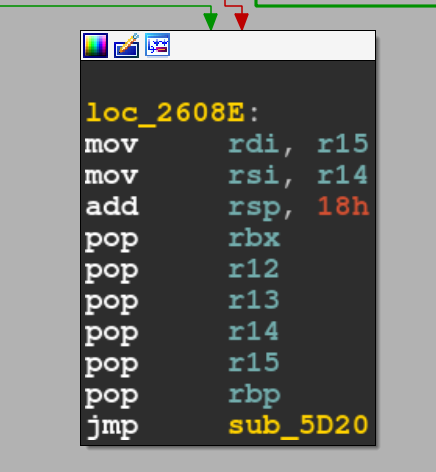 loc_2608E:
mov rdi, r15
mov rsi, r14
add rsp, 18h
pop rbx
pop r12
pop r13
pop r14
pop r15
pop rbp
jmp sub_5D20